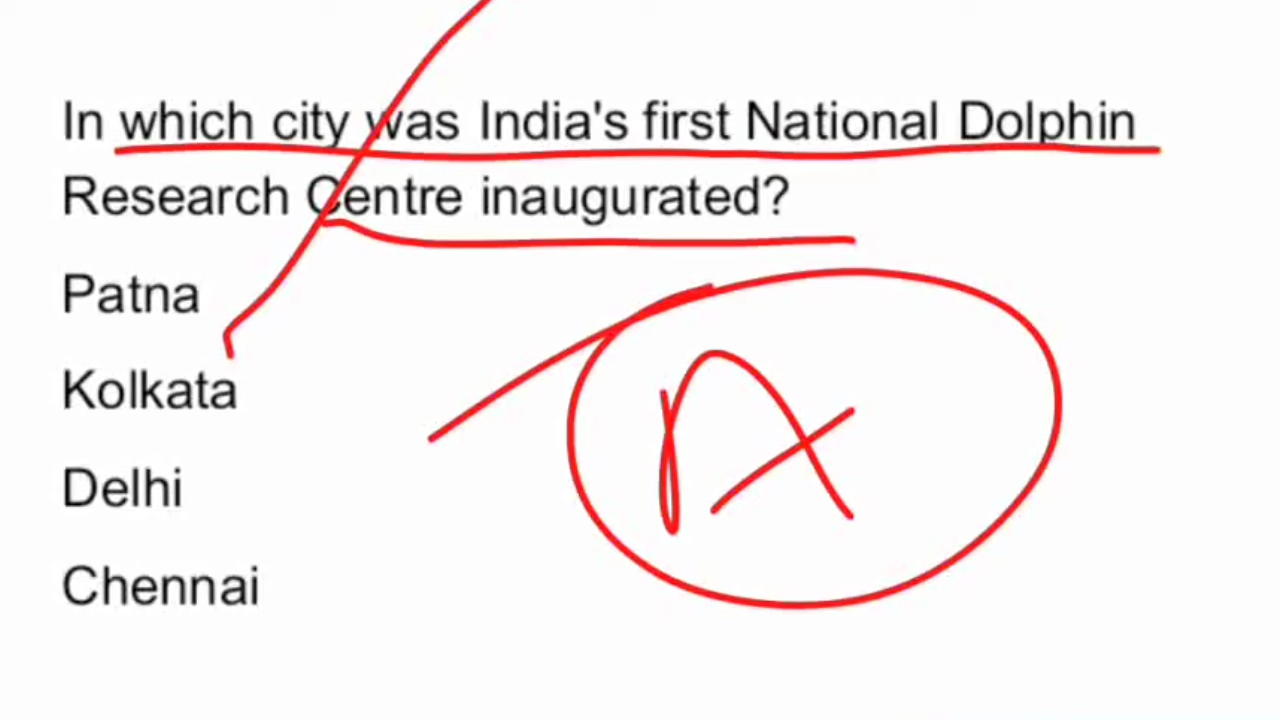 In which city was India's first National Dolphin
Research Centre inaugurated?
Patna
Kolkata
A
Delhi
Chennai